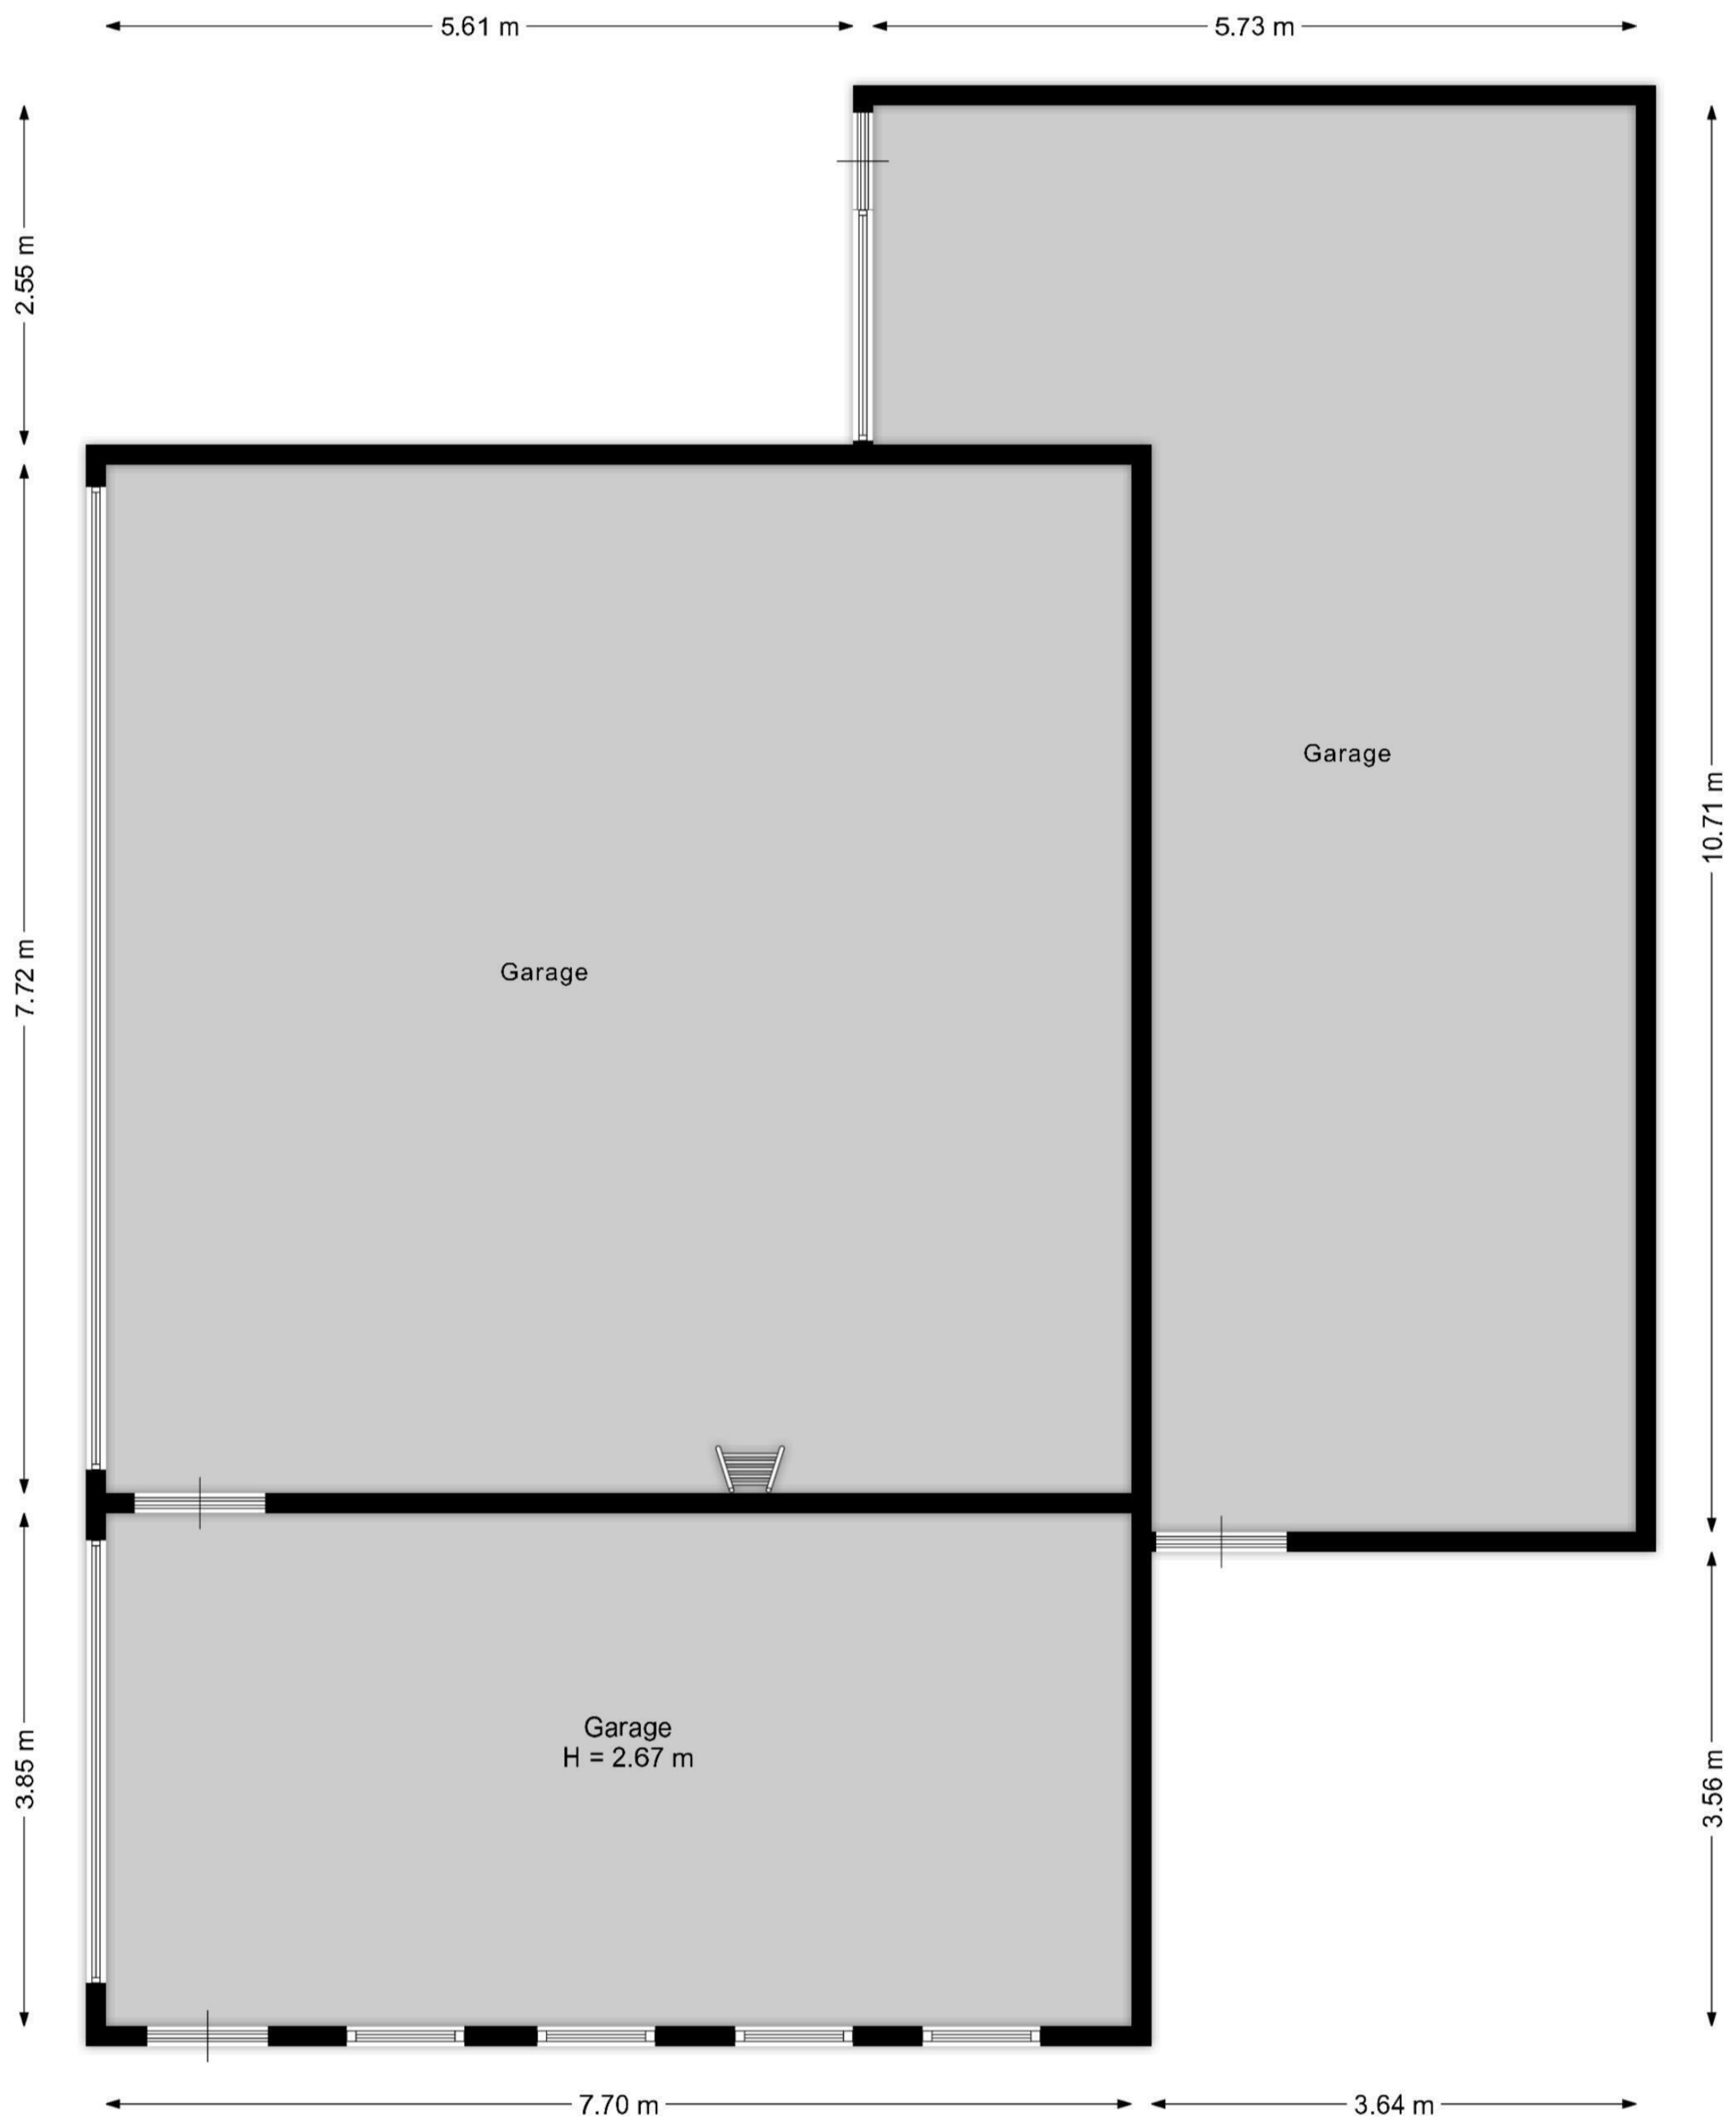 5.61 m
5.73 m
2.55 m
Garage
10.71 m
7.72 m
Garage
Garage
H = 2.67 m
3.85 m
3.56 m
7.70 m
3.64 m